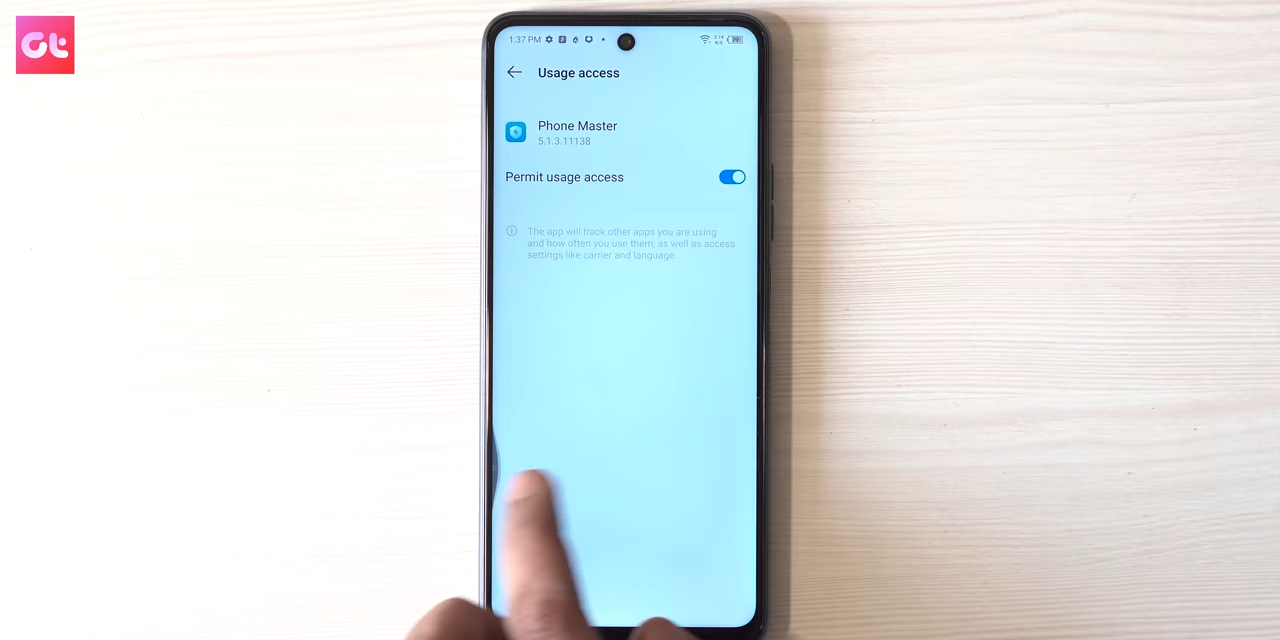 Gt
1:37 PM
Usage access
Phone Master
5.1.3.11138
Permit usage access
The app will track other apps you are using
and how often you use them, as well as access
settings like carrier and language.